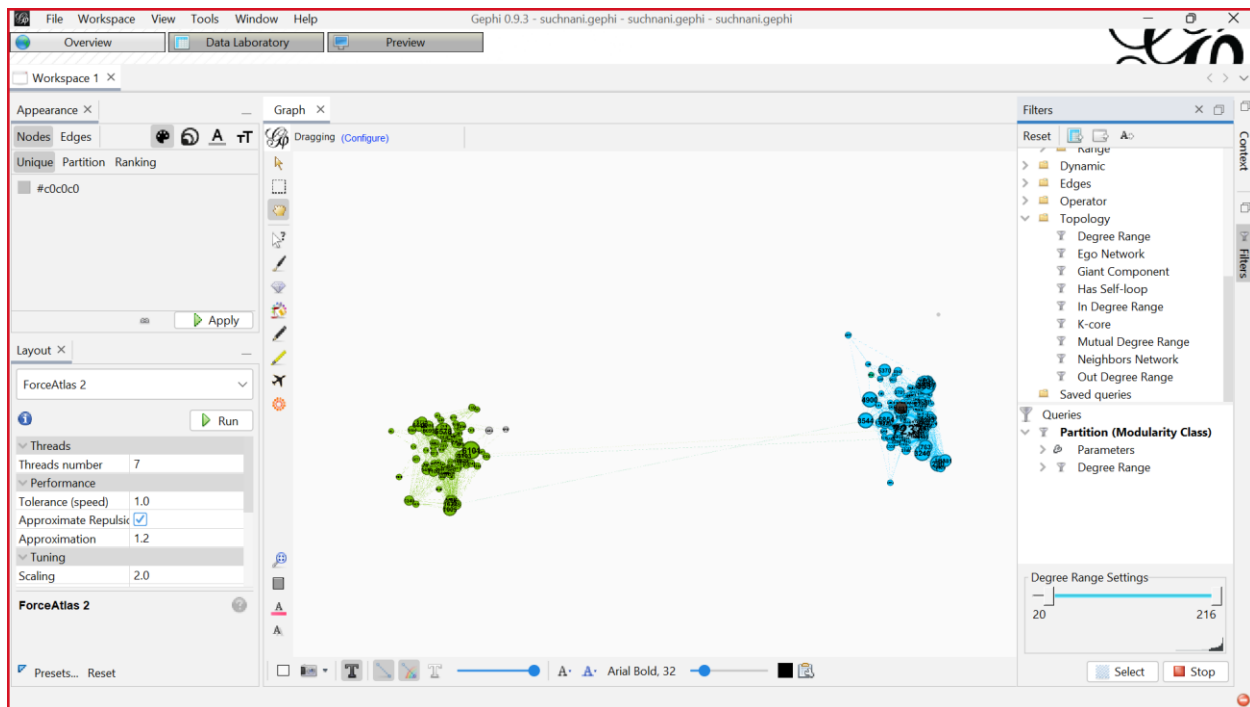 File Workspace View Tools Window Help
Gephi 0.9.3 - suchnani.gephi - suchnani.gephi - suchnani.gephi
Overview
Data Laboratory
Preview
Workspace 1
Appearance
Nodes Edges
Unique Partition Ranking
#c0c0c0
Apply
Layout
ForceAtlas 2
Run
Threads
Threads number 7
Performance
Tolerance (speed) 1.0
Approximate Repulsic
Approximation 1.2
Tuning
Scaling 2.0
ForceAtlas 2
Presets... Reset
Graph
Dragging (Configure)
4900
3544
Arial Bold, 32
Filters
Reset
Range
Dynamic
Edges
Operator
Topology
Degree Range
Ego Network
Giant Component
Has Self-loop
In Degree Range
K-core
Mutual Degree Range
Neighbors Network
Out Degree Range
Saved queries
Queries
Partition (Modularity Class)
Parameters
Degree Range
Degree Range Settings
20 216
Select
Stop
Context
Filters